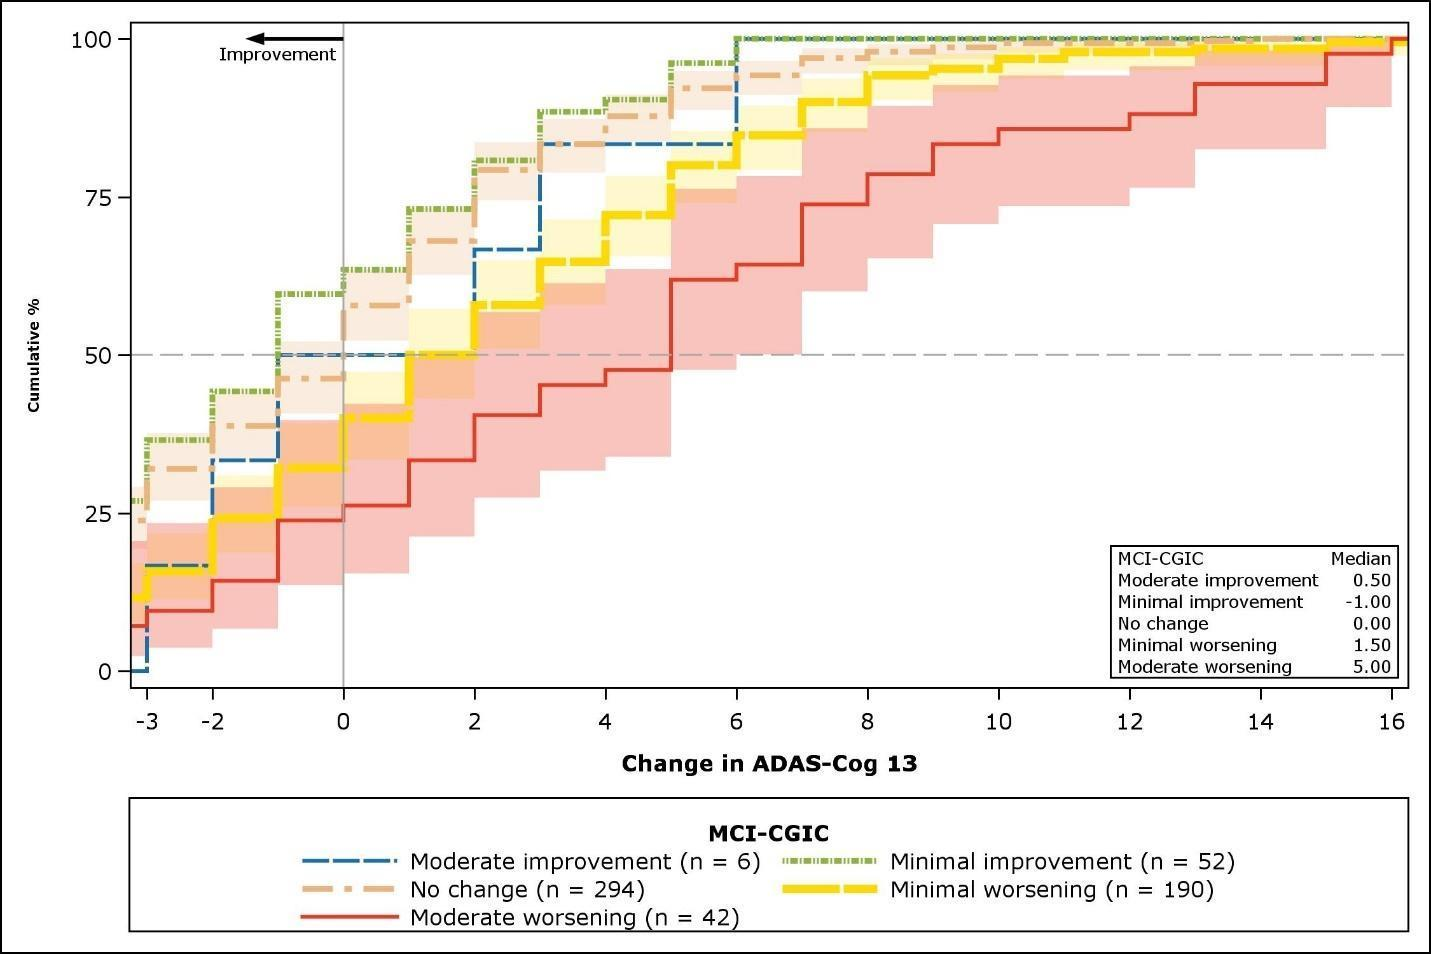 100
75
50
25
0
Cumulative %
Improvement
MCI-CGIC Median
Moderate improvement 0.50
Minimal improvement -1.00
No change 0.00
Minimal worsening 1.50
Moderate worsening 5.00
-3 -2 0 2 4 6 8 10 12 14 16
Change in ADAS-Cog 13
MCI-CGIC
Moderate improvement (n = 6) Minimal improvement (n = 52)
No change (n = 294) Minimal worsening (n = 190)
Moderate worsening (n = 42)